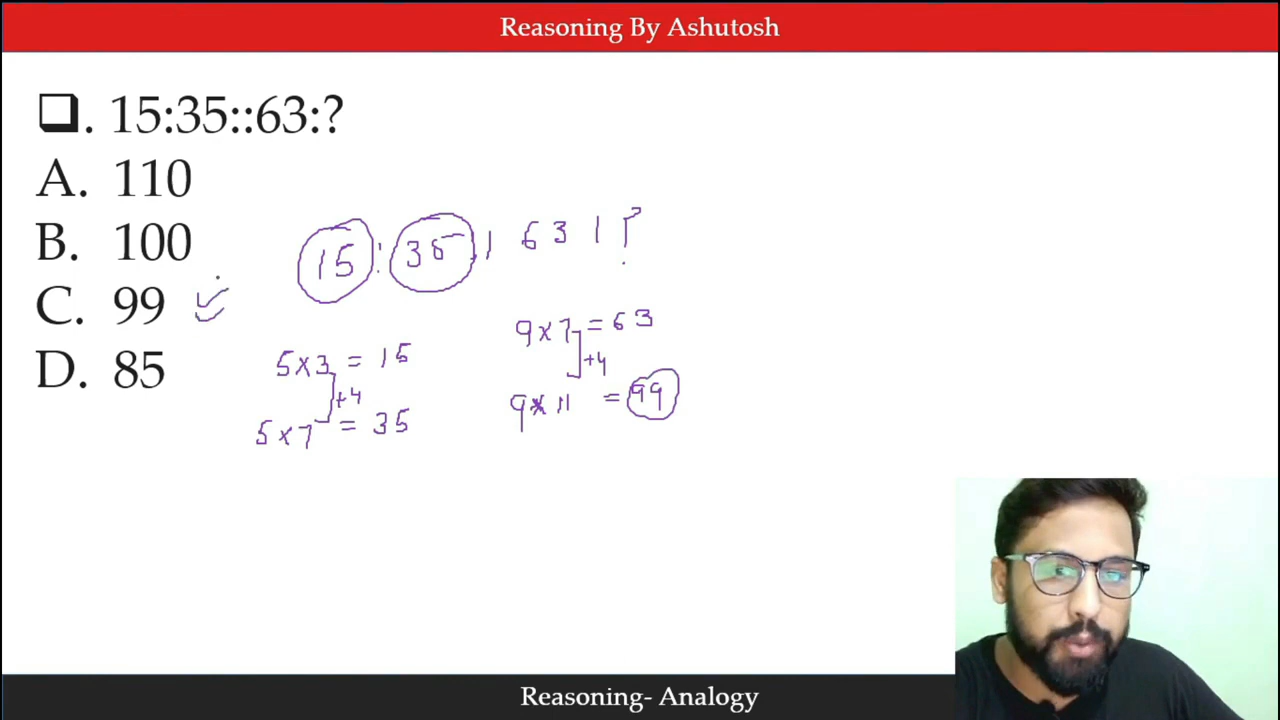 Reasoning By Ashutosh
❑. 15:35::63:?
A. 110
B. 100
C. 99
D. 85
15 : 35 , | 63 | ?
5 x 3 = 15
+4
5 x 7 = 35
9 x 7 = 63
+4
9 x 11 = 99
Reasoning- Analogy